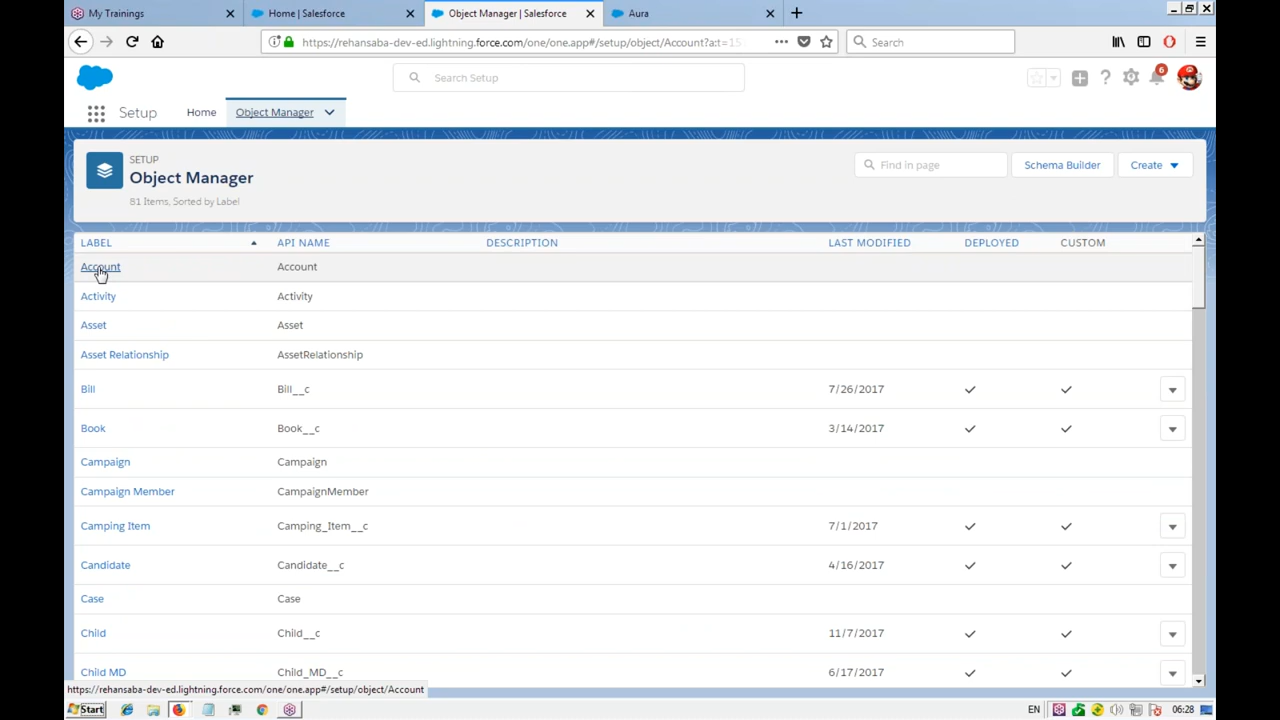 My Trainings
Home | Salesforce
Object Manager | Salesforce
Aura
https://rehansaba-dev-ed.lightning.force.com/one/one.app#/setup/object/Account?a:t=15
Search
Search Setup
6
Setup
Home
Object Manager
SETUP
Object Manager
81 Items, Sorted by Label
Find in page
Schema Builder
Create
LABEL API NAME DESCRIPTION LAST MODIFIED DEPLOYED CUSTOM
Account Account
Activity Activity
Asset Asset
Asset Relationship AssetRelationship
Bill Bill__c 7/26/2017
Book Book__c 3/14/2017
Campaign Campaign
Campaign Member CampaignMember
Camping Item Camping_Item__c 7/1/2017
Candidate Candidate__c 4/16/2017
Case Case
Child Child__c 11/7/2017
Child MD Child_MD__c 6/17/2017
https://rehansaba-dev-ed.lightning.force.com/one/one.app#/setup/object/Account
Start
EN
06:28